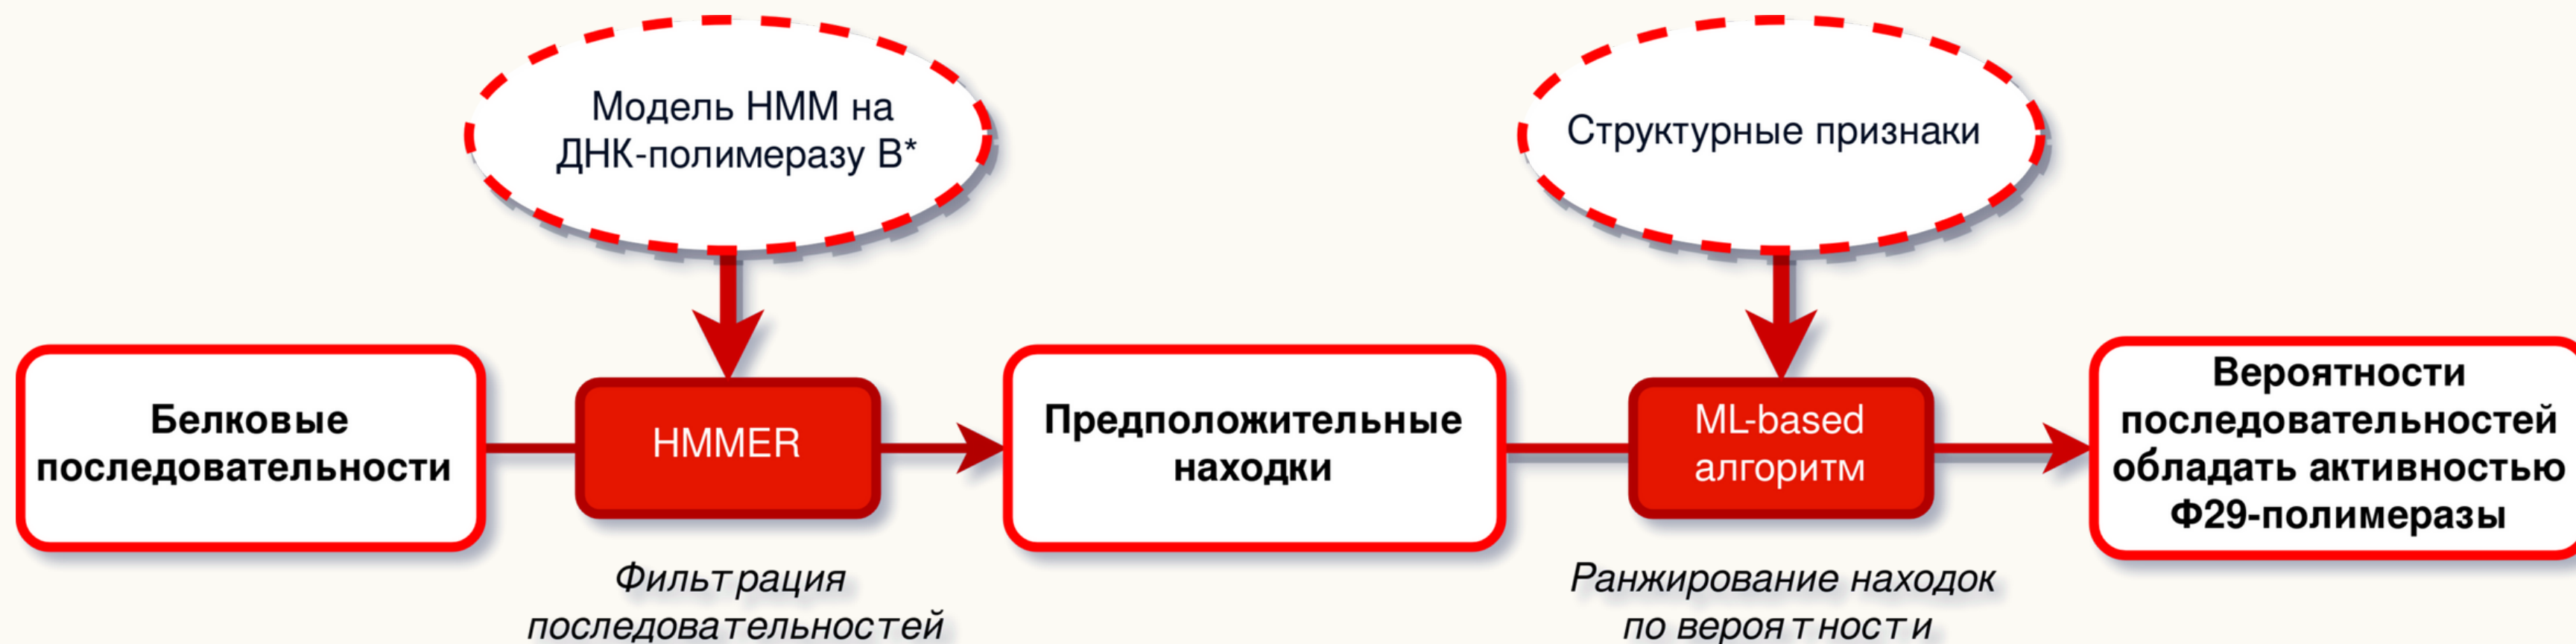 Модель HMM на
ДНК-полимеразу B*
Структурные признаки
Белковые
последовательности
HMMER
Предположительные
находки
ML-based
алгоритм
Вероятности
последовательностей
обладать активностью
Ф29-полимеразы
Фильтрация
последовательностей
Ранжирование находок
по вероятности